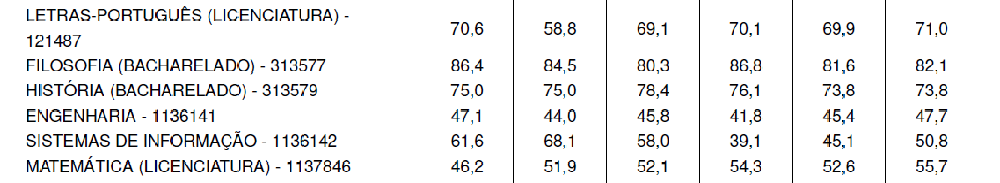 LETRAS-PORTUGUÊS (LICENCIATURA) -
121487 70,6 58,8 69,1 70,1 69,9 71,0
FILOSOFIA (BACHARELADO) - 313577 86,4 84,5 80,3 86,8 81,6 82,1
HISTÓRIA (BACHARELADO) - 313579 75,0 75,0 78,4 76,1 73,8 73,8
ENGENHARIA - 1136141 47,1 44,0 45,8 41,8 45,4 47,7
SISTEMAS DE INFORMAÇÃO - 1136142 61,6 68,1 58,0 39,1 45,1 50,8
MATEMÁTICA (LICENCIATURA) - 1137846 46,2 51,9 52,1 54,3 52,6 55,7